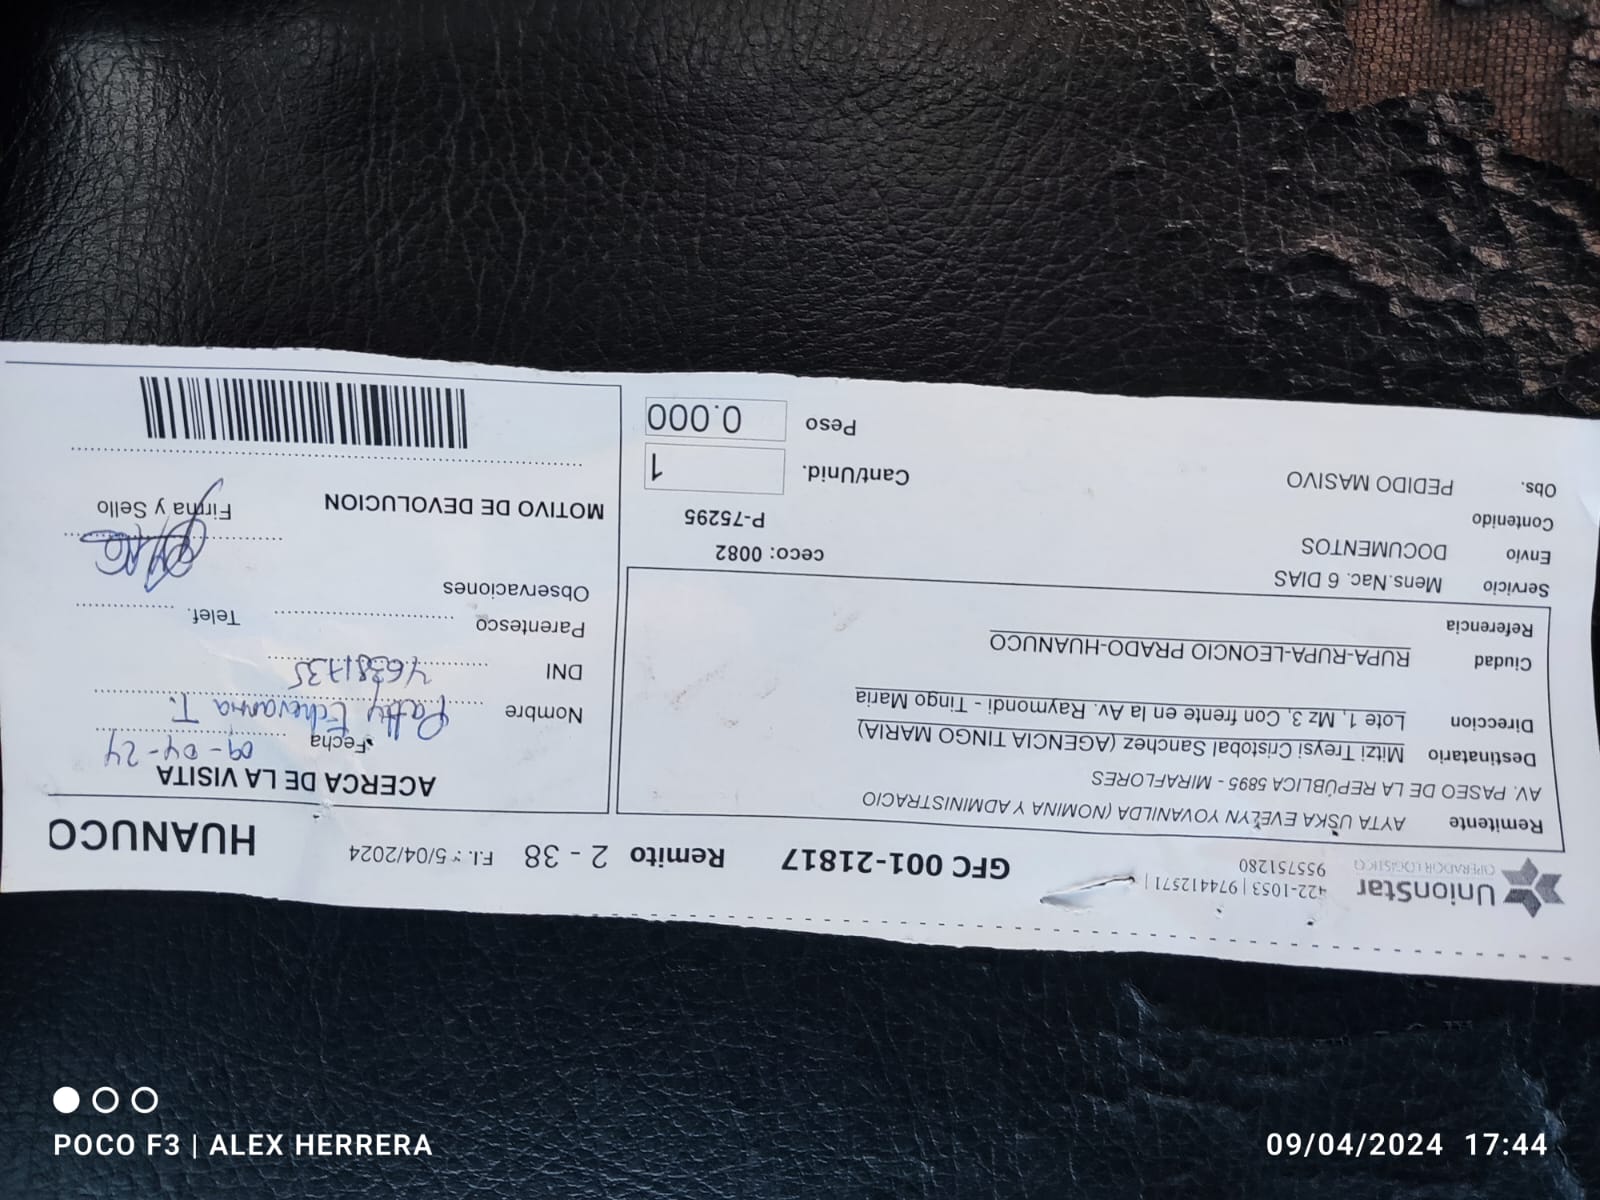 UnionStar
OPERADOR LOGISTICO
422-1053 | 974412571 |
955751280
GFC 001-21817
Remito 2 - 38
F.I. 5/04/2024
HUANUCO
Remitente AYTA USKA EVELYN YOVANILDA (NOMINA Y ADMINISTRACIO
AV. PASEO DE LA REPÚBLICA 5895 - MIRAFLORES
Destinatario Mitzi Treysi Cristobal Sanchez (AGENCIA TINGO MARIA)
Direccion Lote 1, Mz 3, Con frente en la Av. Raymondi - Tingo Maria
Ciudad RUPA-RUPA-LEONCIO PRADO-HUANUCO
Referencia
Servicio Mens.Nac. 6 DIAS
Envio DOCUMENTOS
Contenido
Obs. PEDIDO MASIVO
ceco: 0082
P-75295
Cant/Unid. 1
Peso 0.000
ACERCA DE LA VISITA
Fecha 09-04-24
Nombre Patty Echevarria T.
DNI 46381735
Parentesco Telef.
Observaciones
MOTIVO DE DEVOLUCION Firma y Sello
POCO F3 | ALEX HERRERA
09/04/2024 17:44